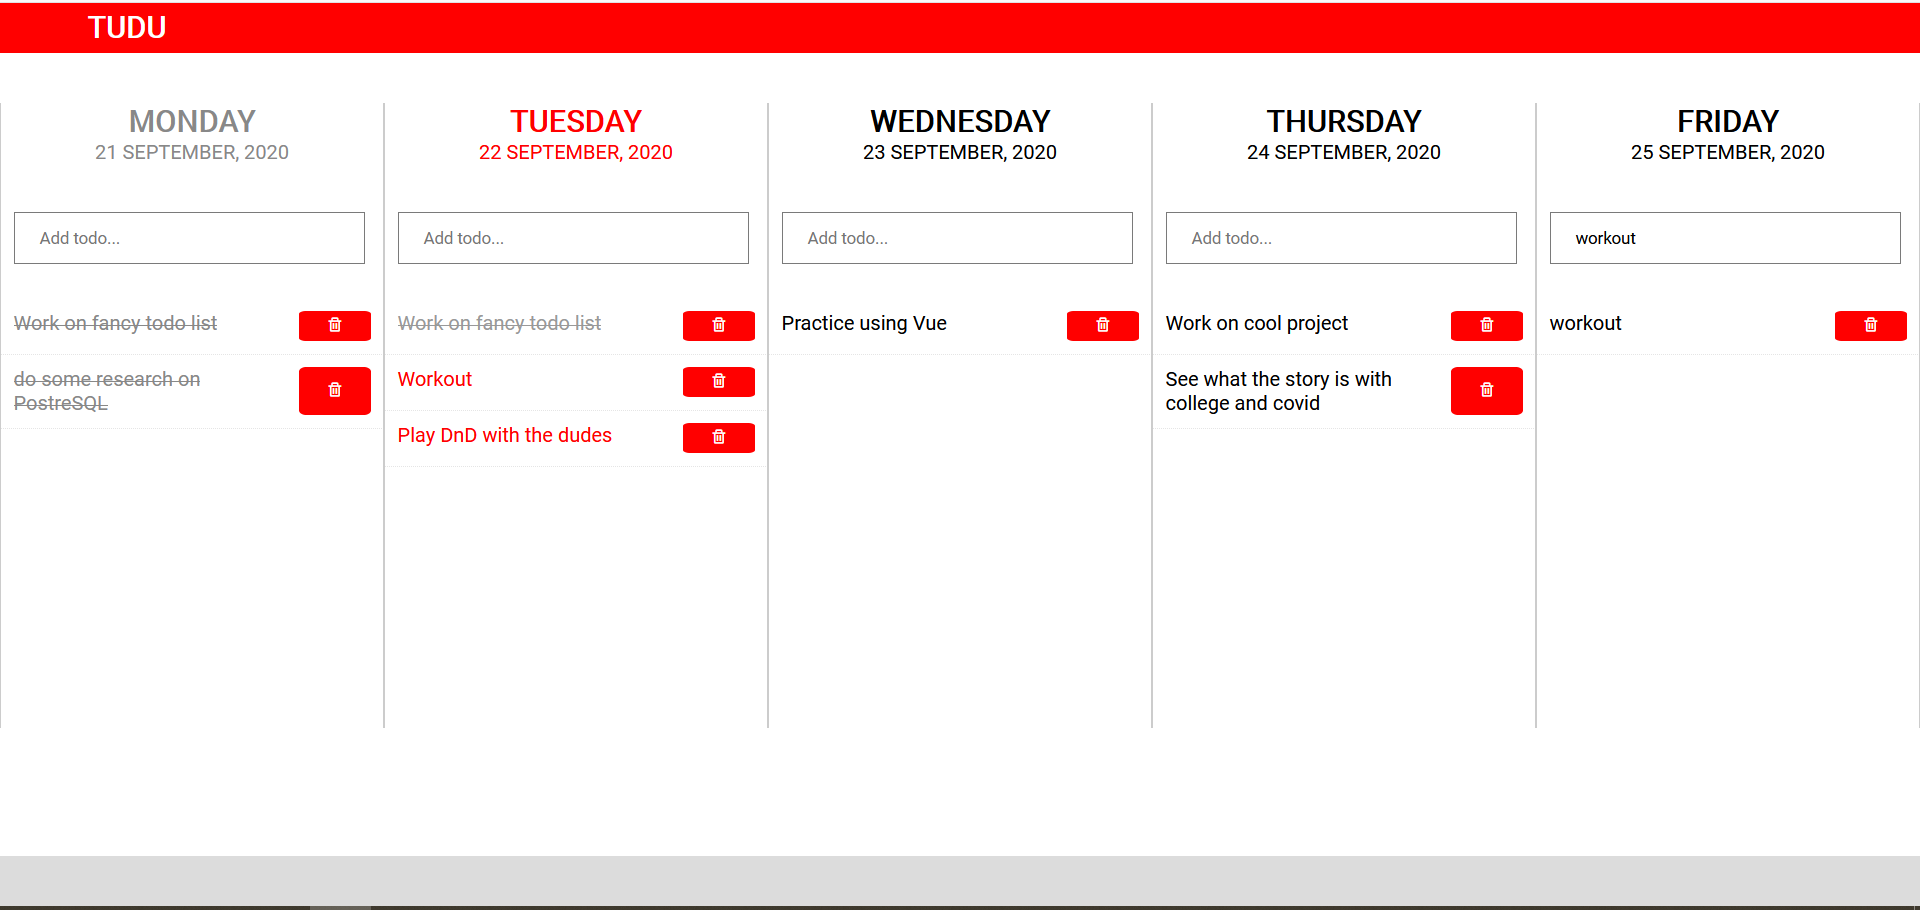 TUDU
MONDAY
21 SEPTEMBER, 2020
Add todo...
Work on fancy todo list
do some research on
PostreSQL
TUESDAY
22 SEPTEMBER, 2020
Add todo...
Work on fancy todo list
Workout
Play DnD with the dudes
WEDNESDAY
23 SEPTEMBER, 2020
Add todo...
Practice using Vue
THURSDAY
24 SEPTEMBER, 2020
Add todo...
Work on cool project
See what the story is with
college and covid
FRIDAY
25 SEPTEMBER, 2020
workout
workout